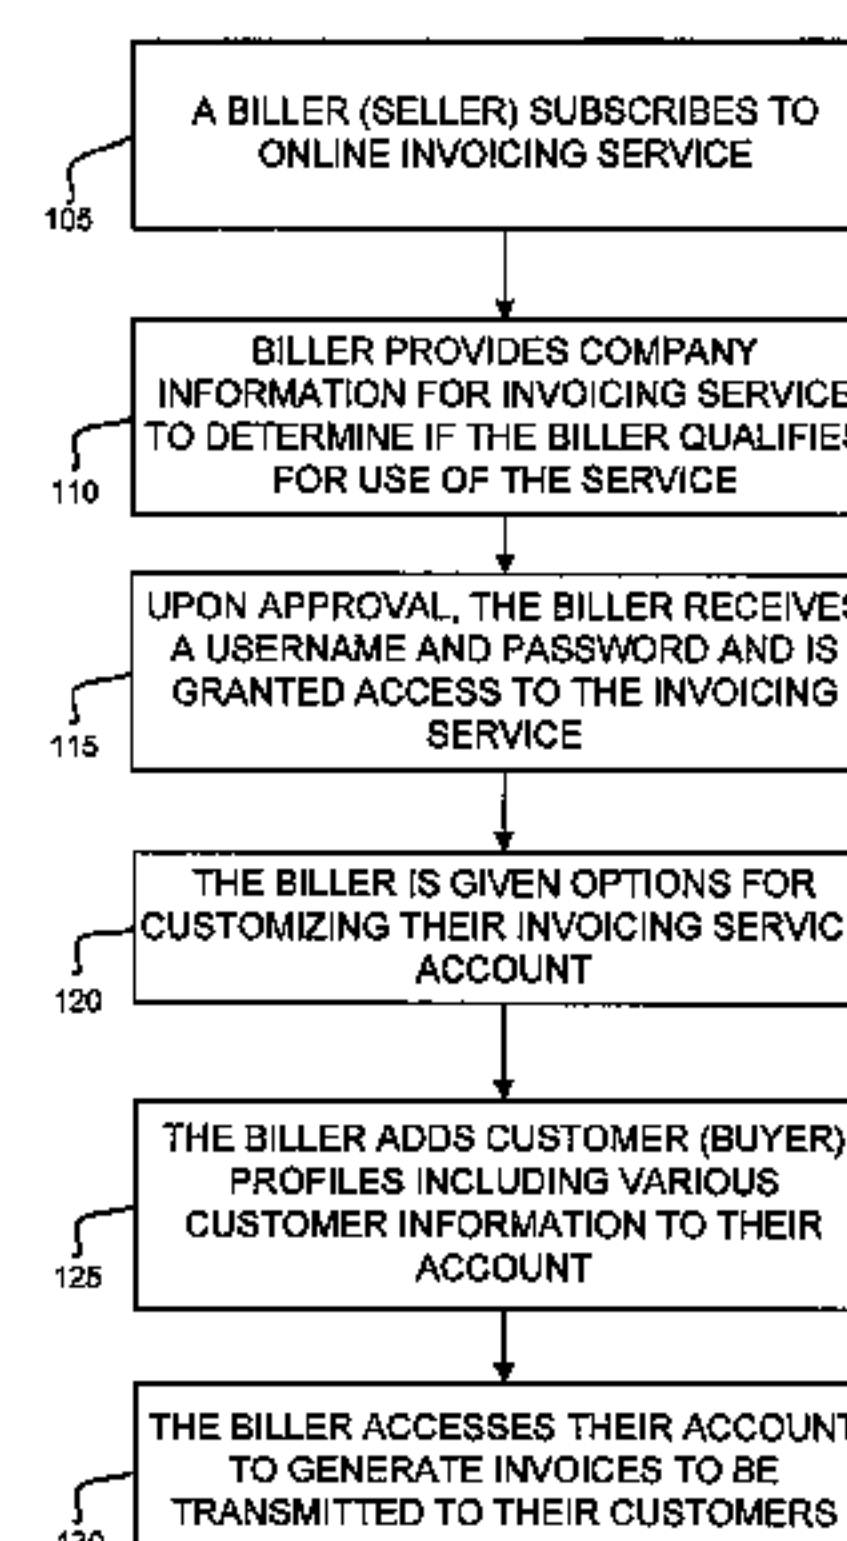 A BILLER (SELLER) SUBSCRIBES TO
ONLINE INVOICING SERVICE
105
BILLER PROVIDES COMPANY
INFORMATION FOR INVOICING SERVICE
TO DETERMINE IF THE BILLER QUALIFIES
FOR USE OF THE SERVICE
110
UPON APPROVAL, THE BILLER RECEIVES
A USERNAME AND PASSWORD AND IS
GRANTED ACCESS TO THE INVOICING
SERVICE
115
THE BILLER IS GIVEN OPTIONS FOR
CUSTOMIZING THEIR INVOICING SERVIC
ACCOUNT
120
THE BILLER ADDS CUSTOMER (BUYER)
PROFILES INCLUDING VARIOUS
CUSTOMER INFORMATION TO THEIR
ACCOUNT
125
THE BILLER ACCESSES THEIR ACCOUNT
TO GENERATE INVOICES TO BE
TRANSMITTED TO THEIR CUSTOMERS
130